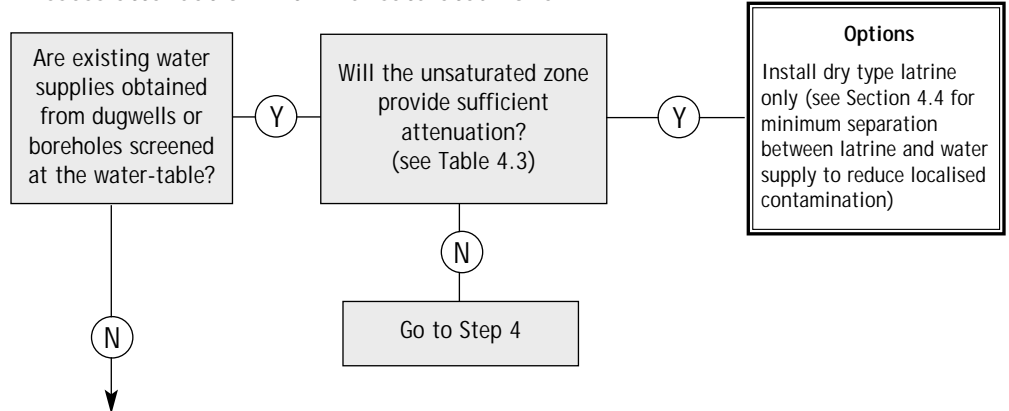 Are existing water
supplies obtained
from dugwells or
boreholes screened
at the water-table?
Y
Will the unsaturated zone
provide sufficient
attenuation?
(see Table 4.3)
Y
Options
Install dry type latrine
only (see Section 4.4 for
minimum separation
between latrine and water
supply to reduce localised
contamination)
N
Go to Step 4
N